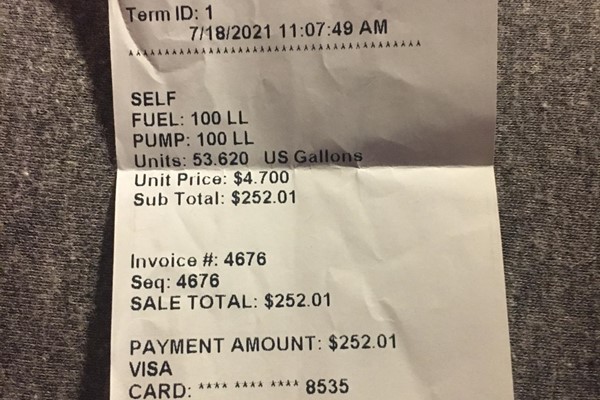 Term ID: 1
7/18/2021 11:07:49 AM
^^^^^^^^^^^^^^^^^^^^^^^^^^^^^^^^^^^^^^
SELF
FUEL: 100 LL
PUMP: 100 LL
Units: 53.620 US Gallons
Unit Price: $4.700
Sub Total: $252.01
Invoice #: 4676
Seq: 4676
SALE TOTAL: $252.01
PAYMENT AMOUNT: $252.01
VISA
CARD: **** **** **** 8535